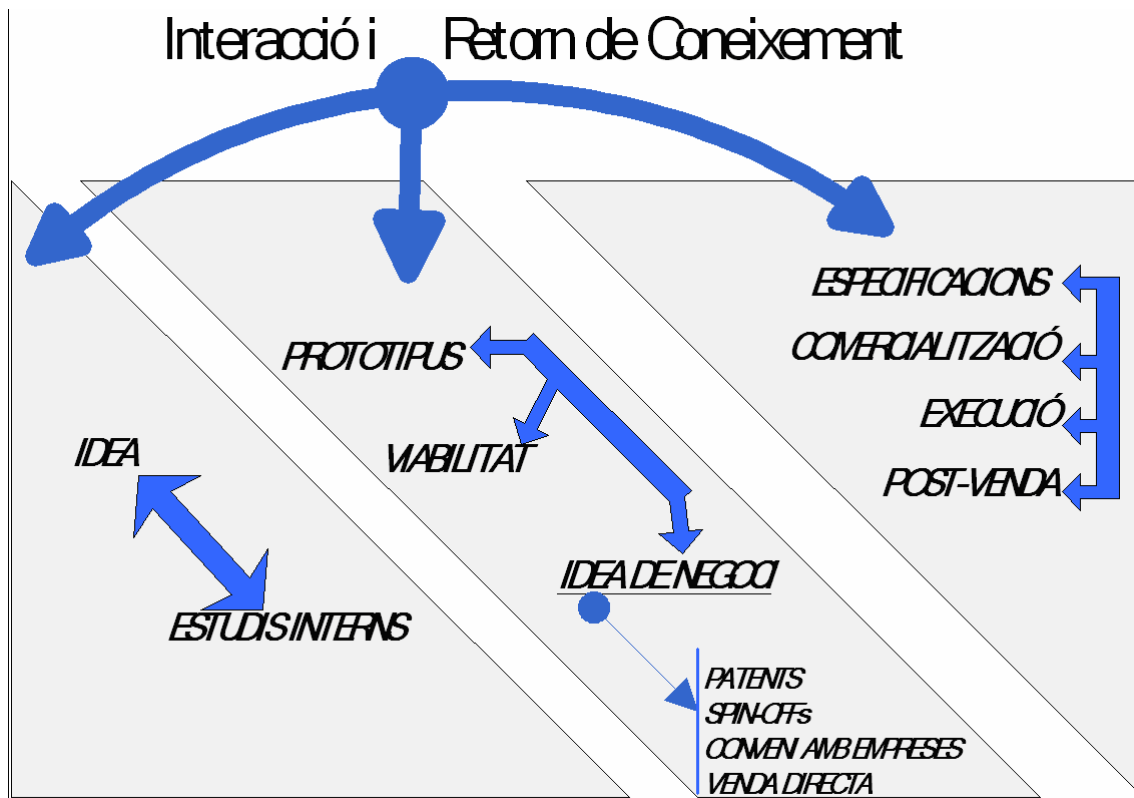 Interacció i Retorn de Coneixement
IDEA
ESTUDIS INTERNS
PROTOTIPUS
VIABILITAT
IDEA DE NEGOCI
PATENTS
SPIN-OFFs
CONVENI AMB EMPRESES
VENDA DIRECTA
ESPECIFICACIONS
COMERCIALITZACIÓ
EXECUCIÓ
POST-VENDA